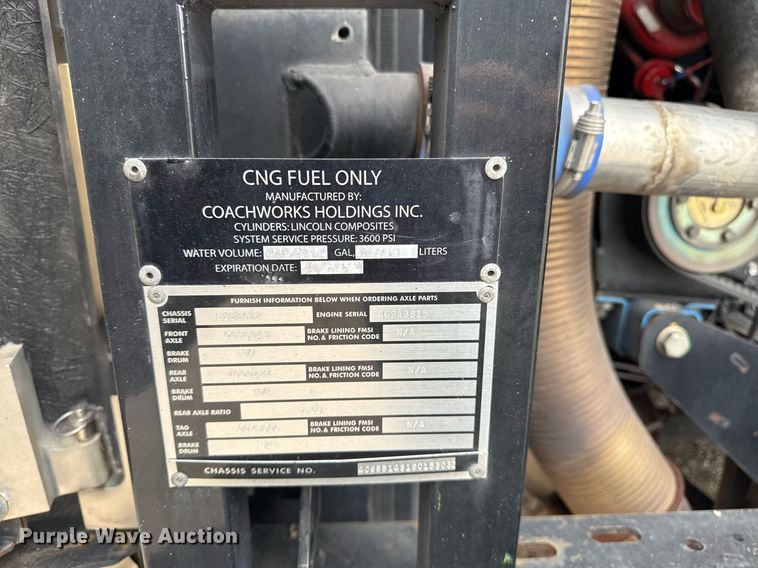 CNG FUEL ONLY
MANUFACTURED BY:
COACHWORKS HOLDINGS INC.
CYLINDERS: LINCOLN COMPOSITES
SYSTEM SERVICE PRESSURE: 3600 PSI
WATER VOLUME: GAL, LITERS
EXPIRATION DATE:
FURNISH INFORMATION BELOW WHEN ORDERING AXLE PARTS
CHASSIS SERIAL ENGINE SERIAL 46943815
FRONT AXLE BRAKE LINING FMSI NO. & FRICTION CODE N/A
BRAKE DRUM
REAR AXLE BRAKE LINING FMSI NO. & FRICTION CODE N/A
BRAKE DRUM
REAR AXLE RATIO
TAG AXLE BRAKE LINING FMSI NO. & FRICTION CODE N/A
BRAKE DRUM
CHASSIS SERVICE NO.
Purple Wave Auction